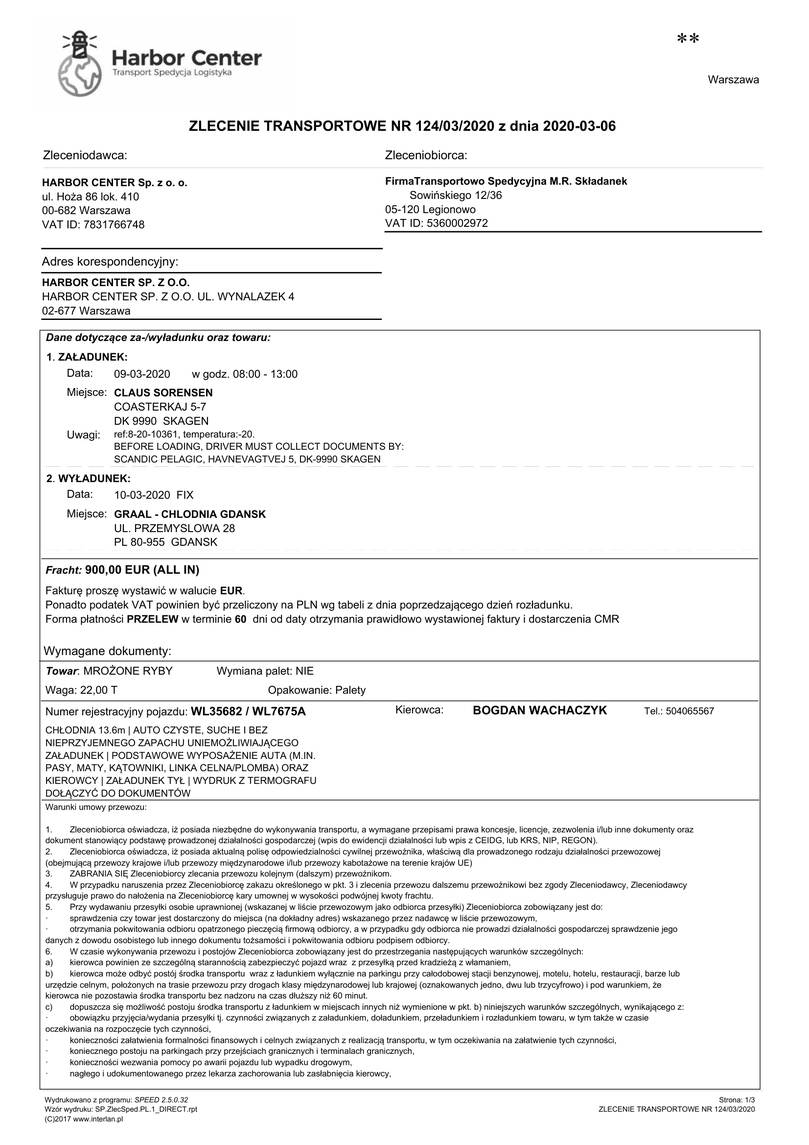 **
Harbor Center
Transport Spedycja Logistyka
Warszawa
ZLECENIE TRANSPORTOWE NR 124/03/2020 z dnia 2020-03-06
Zleceniodawca:
HARBOR CENTER Sp. z o. o.
ul. Hoża 86 lok. 410
00-682 Warszawa
VAT ID: 7831766748
Zleceniobiorca:
FirmaTransportowo Spedycyjna M.R. Składanek
Sowińskiego 12/36
05-120 Legionowo
VAT ID: 5360002972
Adres korespondencyjny:
HARBOR CENTER SP. Z O.O.
HARBOR CENTER SP. Z O.O. UL. WYNALAZEK 4
02-677 Warszawa
Dane dotyczące za-/wyładunku oraz towaru:
1. ZAŁADUNEK:
Data: 09-03-2020 w godz. 08:00 - 13:00
Miejsce: CLAUS SORENSEN
COASTERKAJ 5-7
DK 9990 SKAGEN
Uwagi: ref:8-20-10361, temperatura:-20.
BEFORE LOADING, DRIVER MUST COLLECT DOCUMENTS BY:
SCANDIC PELAGIC, HAVNEVAGTVEJ 5, DK-9990 SKAGEN
2. WYŁADUNEK:
Data: 10-03-2020 FIX
Miejsce: GRAAL - CHLODNIA GDANSK
UL. PRZEMYSLOWA 28
PL 80-955 GDANSK
Fracht: 900,00 EUR (ALL IN)
Fakturę proszę wystawić w walucie EUR.
Ponadto podatek VAT powinien być przeliczony na PLN wg tabeli z dnia poprzedzającego dzień rozładunku.
Forma płatności PRZELEW w terminie 60 dni od daty otrzymania prawidłowo wystawionej faktury i dostarczenia CMR
Wymagane dokumenty:
Towar: MROŻONE RYBY Wymiana palet: NIE
Waga: 22,00 T Opakowanie: Palety
Numer rejestracyjny pojazdu: WL35682 / WL7675A Kierowca: BOGDAN WACHACZYK Tel.: 504065567
CHŁODNIA 13.6m | AUTO CZYSTE, SUCHE I BEZ
NIEPRZYJEMNEGO ZAPACHU UNIEMOŻLIWIAJĄCEGO
ZAŁADUNEK | PODSTAWOWE WYPOSAŻENIE AUTA (M.IN.
PASY, MATY, KĄTOWNIKI, LINKA CELNA/PLOMBA) ORAZ
KIEROWCY | ZAŁADUNEK TYŁ | WYDRUK Z TERMOGRAFU
DOŁĄCZYĆ DO DOKUMENTÓW
Warunki umowy przewozu:
1. Zleceniobiorca oświadcza, iż posiada niezbędne do wykonywania transportu, a wymagane przepisami prawa koncesje, licencje, zezwolenia i/lub inne dokumenty oraz
dokument stanowiący podstawę prowadzonej działalności gospodarczej (wpis do ewidencji działalności lub wpis z CEIDG, lub KRS, NIP, REGON).
2. Zleceniobiorca oświadcza, iż posiada aktualną polisę odpowiedzialności cywilnej przewoźnika, właściwą dla prowadzonego rodzaju działalności przewozowej
(obejmującą przewozy krajowe i/lub przewozy międzynarodowe i/lub przewozy kabotażowe na terenie krajów UE)
3. ZABRANIA SIĘ Zleceniobiorcy zlecania przewozu kolejnym (dalszym) przewoźnikom.
4. W przypadku naruszenia przez Zleceniobiorcę zakazu określonego w pkt. 3 i zlecenia przewozu dalszemu przewoźnikowi bez zgody Zleceniodawcy, Zleceniodawcy
przysługuje prawo do nałożenia na Zleceniobiorcę kary umownej w wysokości podwójnej kwoty frachtu.
5. Przy wydawaniu przesyłki osobie uprawnionej (wskazanej w liście przewozowym jako odbiorca przesyłki) Zleceniobiorca zobowiązany jest do:
· sprawdzenia czy towar jest dostarczony do miejsca (na dokładny adres) wskazanego przez nadawcę w liście przewozowym,
· otrzymania pokwitowania odbioru opatrzonego pieczęcią firmową odbiorcy, a w przypadku gdy odbiorca nie prowadzi działalności gospodarczej sprawdzenia jego
danych z dowodu osobistego lub innego dokumentu tożsamości i pokwitowania odbioru podpisem odbiorcy.
6. W czasie wykonywania przewozu i postojów Zleceniobiorca zobowiązany jest do przestrzegania następujących warunków szczególnych:
a) kierowca powinien ze szczególną starannością zabezpieczyć pojazd wraz z przesyłką przed kradzieżą z włamaniem,
b) kierowca może odbyć postój środka transportu wraz z ładunkiem wyłącznie na parkingu przy całodobowej stacji benzynowej, motelu, hotelu, restauracji, barze lub
urzędzie celnym, położonych na trasie przewozu przy drogach klasy międzynarodowej lub krajowej (oznakowanych jedno, dwu lub trzycyfrowo) i pod warunkiem, że
kierowca nie pozostawia środka transportu bez nadzoru na czas dłuższy niż 60 minut.
c) dopuszcza się możliwość postoju środka transportu z ładunkiem w miejscach innych niż wymienione w pkt. b) niniejszych warunków szczególnych, wynikającego z:
· obowiązku przyjęcia/wydania przesyłki tj. czynności związanych z załadunkiem, doładunkiem, przeładunkiem i rozładunkiem towaru, w tym także w czasie
oczekiwania na rozpoczęcie tych czynności,
· konieczności załatwienia formalności finansowych i celnych związanych z realizacją transportu, w tym oczekiwania na załatwienie tych czynności,
· koniecznego postoju na parkingach przy przejściach granicznych i terminalach granicznych,
· konieczności wezwania pomocy po awarii pojazdu lub wypadku drogowym,
· nagłego i udokumentowanego przez lekarza zachorowania lub zasłabnięcia kierowcy,
Wydrukowano z programu: SPEED 2.5.0.32
Wzór wydruku: SP.ZlecSped.PL.1_DIRECT.rpt
(C)2017 www.interlan.pl
Strona: 1/3
ZLECENIE TRANSPORTOWE NR 124/03/2020